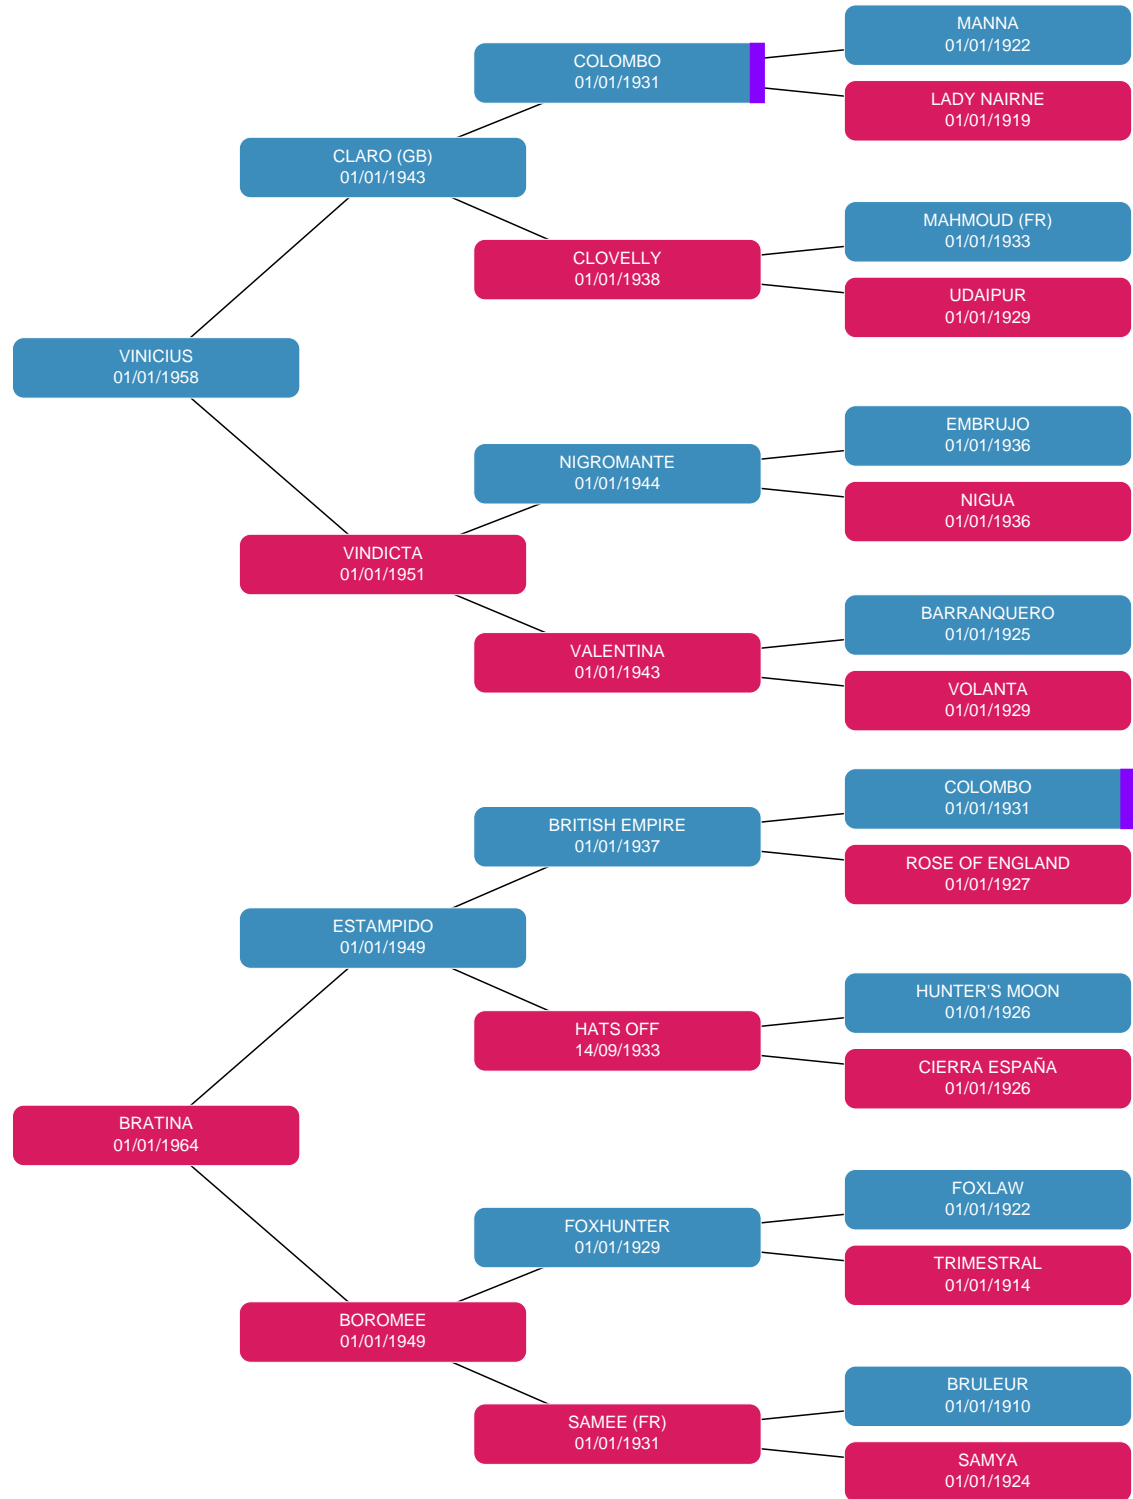 MANNA
01/01/1922
COLOMBO
01/01/1931
LADY NAIRNE
01/01/1919
CLARO (GB)
01/01/1943
MAHMOUD (FR)
01/01/1933
CLOVELLY
01/01/1938
UDAIPUR
01/01/1929
VINICIUS
01/01/1958
EMBRUJO
01/01/1936
NIGROMANTE
01/01/1944
NIGUA
01/01/1936
VINDICTA
01/01/1951
BARRANQUERO
01/01/1925
VALENTINA
01/01/1943
VOLANTA
01/01/1929
COLOMBO
01/01/1931
BRITISH EMPIRE
01/01/1937
ROSE OF ENGLAND
01/01/1927
ESTAMPIDO
01/01/1949
HUNTER'S MOON
01/01/1926
HATS OFF
14/09/1933
CIERRA ESPAÑA
01/01/1926
BRATINA
01/01/1964
FOXLAW
01/01/1922
FOXHUNTER
01/01/1929
TRIMESTRAL
01/01/1914
BOROMEE
01/01/1949
BRULEUR
01/01/1910
SAMEE (FR)
01/01/1931
SAMYA
01/01/1924